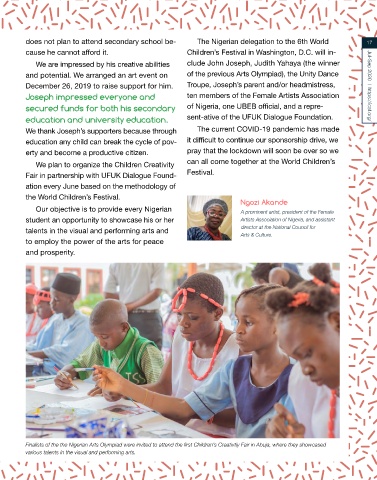 does not plan to attend secondary school be-
cause he cannot afford it.
We are impressed by his creative abilities
and potential. We arranged an art event on
December 26, 2019 to raise support for him.
Joseph impressed everyone and
secured funds for both his secondary
education and university education.
We thank Joseph's supporters because through
education any child can break the cycle of pov-
erty and become a productive citizen.
We plan to organize the Children Creativity
Fair in partnership with UFUK Dialogue Found-
ation every June based on the methodology of
the World Children's Festival.
Our objective is to provide every Nigerian
student an opportunity to showcase his or her
talents in the visual and performing arts and
to employ the power of the arts for peace
and prosperity.
The Nigerian delegation to the 6th World
Children's Festival in Washington, D.C. will in-
clude John Joseph, Judith Yahaya (the winner
of the previous Arts Olympiad), the Unity Dance
Troupe, Joseph's parent and/or headmistress,
ten members of the Female Artists Association
of Nigeria, one UBEB official, and a repre-
sent-ative of the UFUK Dialogue Foundation.
The current COVID-19 pandemic has made
it difficult to continue our sponsorship drive, we
pray that the lockdown will soon be over so we
can all come together at the World Children's
Festival.
17
Ngozi Akande
A prominent artist, president of the Female
Artists Association of Nigeria, and assistant
director at the National Council for
Arts & Culture.
Finalists of the the Nigerian Arts Olympiad were invited to attend the first Children's Creativity Fair in Abuja, where they showcased
various talents in the visual and performing arts.